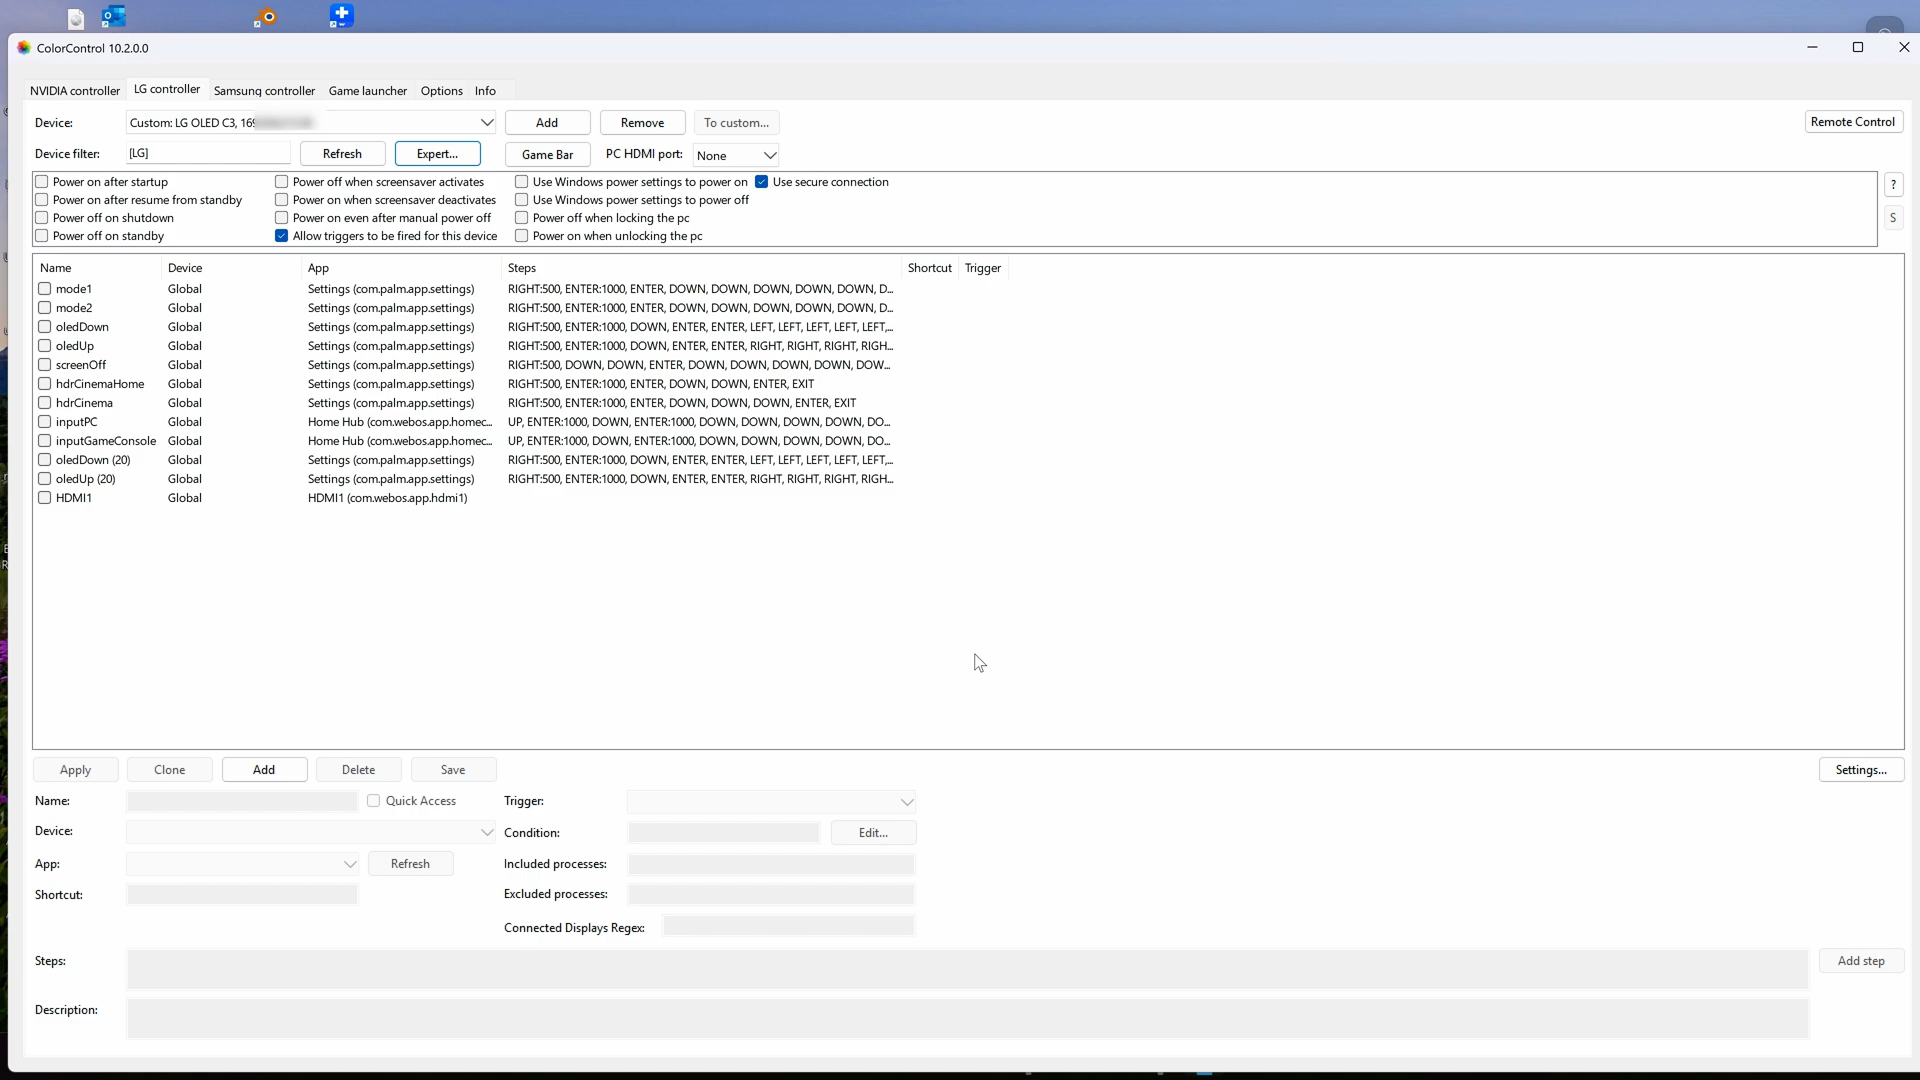 ColorControl 10.2.0.0
NVIDIA controller LG controller Samsung controller Game launcher Options Info
Device: Custom: LG OLED C3, 169 Add Remove To custom... Remote Control
Device filter: [LG] Refresh Expert... Game Bar PC HDMI port: None
Power on after startup Power off when screensaver activates Use Windows power settings to power on Use secure connection ?
Power on after resume from standby Power on when screensaver deactivates Use Windows power settings to power off
Power off on shutdown Power on even after manual power off Power off when locking the pc S
Power off on standby Allow triggers to be fired for this device Power on when unlocking the pc
Name Device App Steps Shortcut Trigger
mode1 Global Settings (com.palm.app.settings) RIGHT:500, ENTER:1000, ENTER, DOWN, DOWN, DOWN, DOWN, DOWN, D...
mode2 Global Settings (com.palm.app.settings) RIGHT:500, ENTER:1000, ENTER, DOWN, DOWN, DOWN, DOWN, DOWN, D...
oledDown Global Settings (com.palm.app.settings) RIGHT:500, ENTER:1000, DOWN, ENTER, ENTER, LEFT, LEFT, LEFT, LEFT, LEFT,...
oledUp Global Settings (com.palm.app.settings) RIGHT:500, ENTER:1000, DOWN, ENTER, ENTER, RIGHT, RIGHT, RIGHT, RIGH...
screenOff Global Settings (com.palm.app.settings) RIGHT:500, DOWN, DOWN, ENTER, DOWN, DOWN, DOWN, DOWN, DOW...
hdrCinemaHome Global Settings (com.palm.app.settings) RIGHT:500, ENTER:1000, ENTER, DOWN, DOWN, ENTER, EXIT
hdrCinema Global Settings (com.palm.app.settings) RIGHT:500, ENTER:1000, ENTER, DOWN, DOWN, DOWN, ENTER, EXIT
inputPC Global Home Hub (com.webos.app.homec... UP, ENTER:1000, DOWN, ENTER:1000, DOWN, DOWN, DOWN, DOWN, DO...
inputGameConsole Global Home Hub (com.webos.app.homec... UP, ENTER:1000, DOWN, ENTER:1000, DOWN, DOWN, DOWN, DOWN, DO...
oledDown (20) Global Settings (com.palm.app.settings) RIGHT:500, ENTER:1000, DOWN, ENTER, ENTER, LEFT, LEFT, LEFT, LEFT, LEFT,...
oledUp (20) Global Settings (com.palm.app.settings) RIGHT:500, ENTER:1000, DOWN, ENTER, ENTER, RIGHT, RIGHT, RIGHT, RIGH...
HDMI1 Global HDMI1 (com.webos.app.hdmi1)
Apply Clone Add Delete Save Settings...
Name: Quick Access Trigger:
Device: Condition: Edit...
App: Refresh Included processes:
Shortcut: Excluded processes:
Connected Displays Regex:
Steps: Add step
Description: